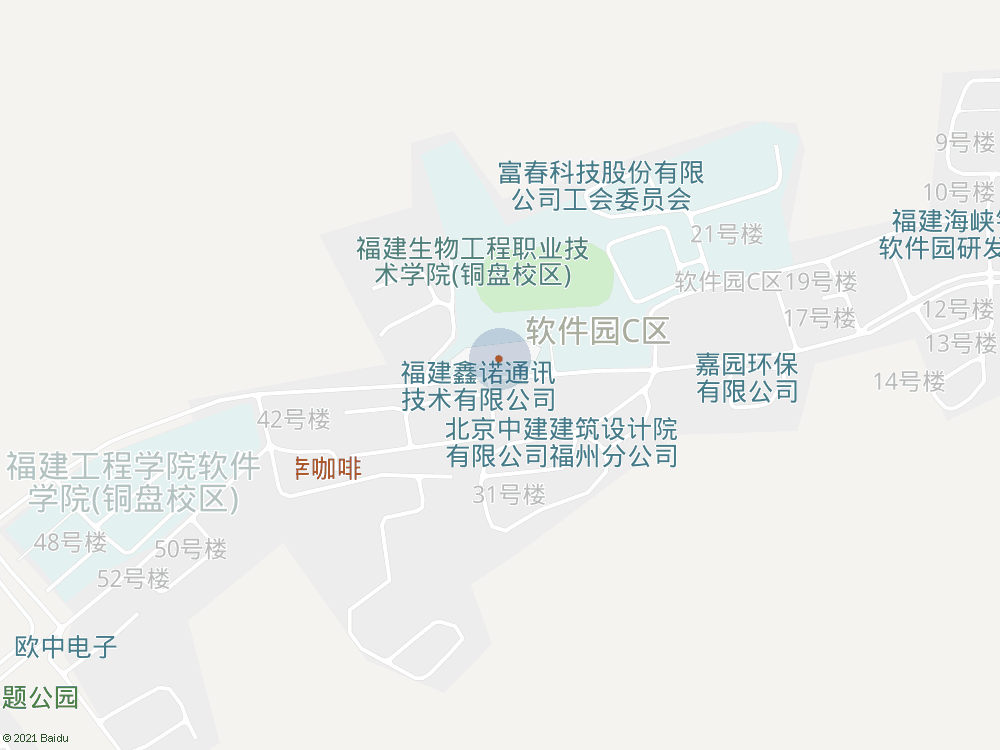 9号楼
富春科技股份有限
公司工会委员会
10号楼
福建海峡
软件园研发
21号楼
福建生物工程职业技
术学院(铜盘校区)
软件园C区19号楼
17号楼
12号楼
软件园C区
13号楼
福建鑫诺通讯
技术有限公司
嘉园环保
有限公司
14号楼
42号楼
北京中建建筑设计院
有限公司福州分公司
福建工程学院软件
学院(铜盘校区)
咖啡
31号楼
48号楼
50号楼
52号楼
欧中电子
题公园
© 2021 Baidu